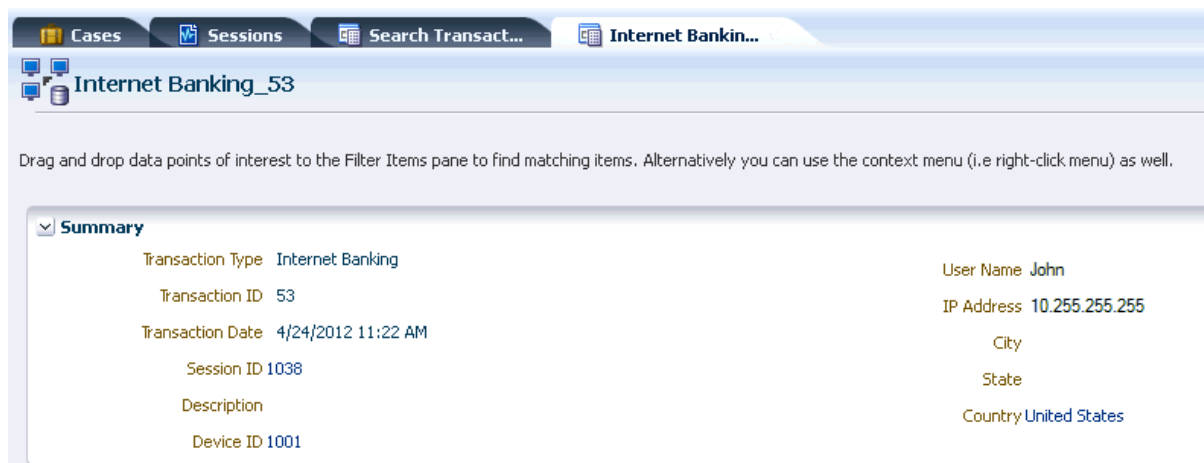 Cases Sessions Search Transact... Internet Bankin...
Internet Banking_53
Drag and drop data points of interest to the Filter Items pane to find matching items. Alternatively you can use the context menu (i.e right-click menu) as well.
Summary
Transaction Type Internet Banking
Transaction ID 53
Transaction Date 4/24/2012 11:22 AM
Session ID 1038
Description
Device ID 1001
User Name John
IP Address 10.255.255.255
City
State
Country United States